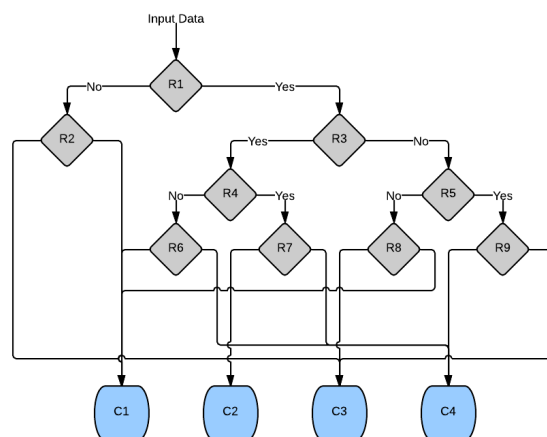 Input Data
R1
No
Yes
R2
R3
Yes
No
R4
R5
No
Yes
No
Yes
R6
R7
R8
R9
C1
C2
C3
C4